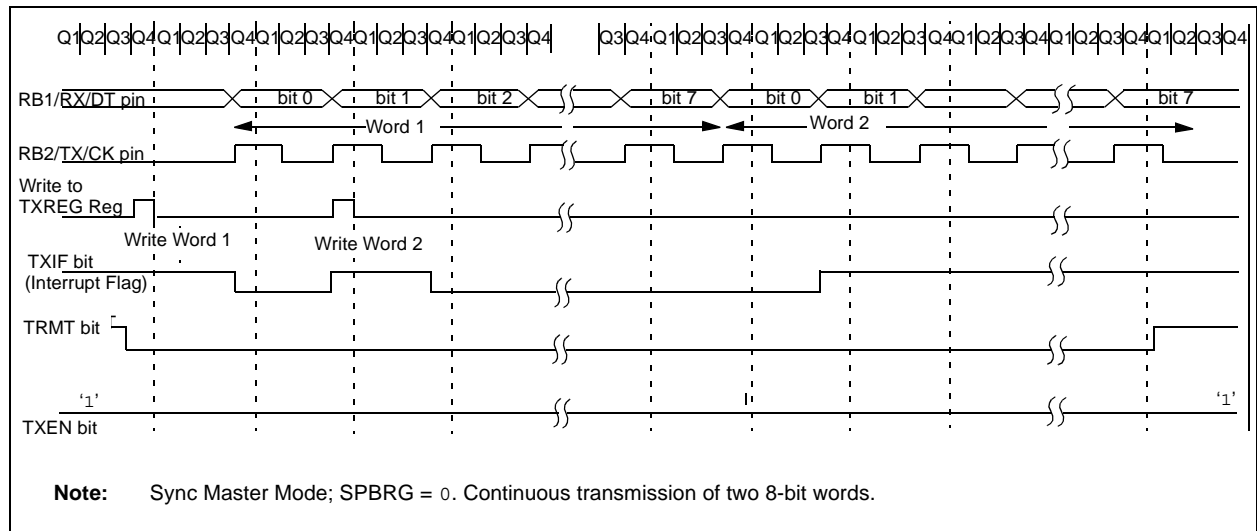 Q1Q2Q3Q4Q1Q2Q3Q4Q1Q2Q3Q4Q1Q2Q3Q4Q1Q2Q3Q4 Q3Q4Q1Q2Q3Q4Q1Q2Q3Q4Q1Q2Q3Q4Q1Q2Q3Q4Q1Q2Q3Q4Q1Q2Q3Q4
RB1/RX/DT pin bit 0 bit 1 bit 2 bit 7 bit 0 bit 1 bit 7
Word 1 Word 2
RB2/TX/CK pin
Write to
TXREG Reg
Write Word 1 Write Word 2
TXIF bit
(Interrupt Flag)
TRMT bit
‘1’ ‘1’
TXEN bit
Note: Sync Master Mode; SPBRG = 0. Continuous transmission of two 8-bit words.